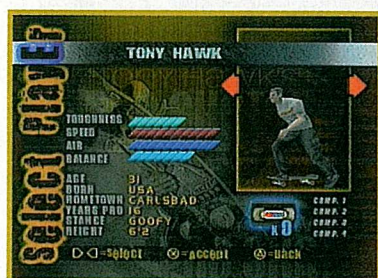 select Player
TONY HAWK
TOUGHNESS
SPEED
AIR
BALANCE
AGE 31
BORN USA
HOMETOWN CARLSBAD
YEARS PRO 16
STANCE GOOFY
HEIGHT 6'2
x 0
COMP. 1
COMP. 2
COMP. 3
COMP. 4
=select
=accept
=Back